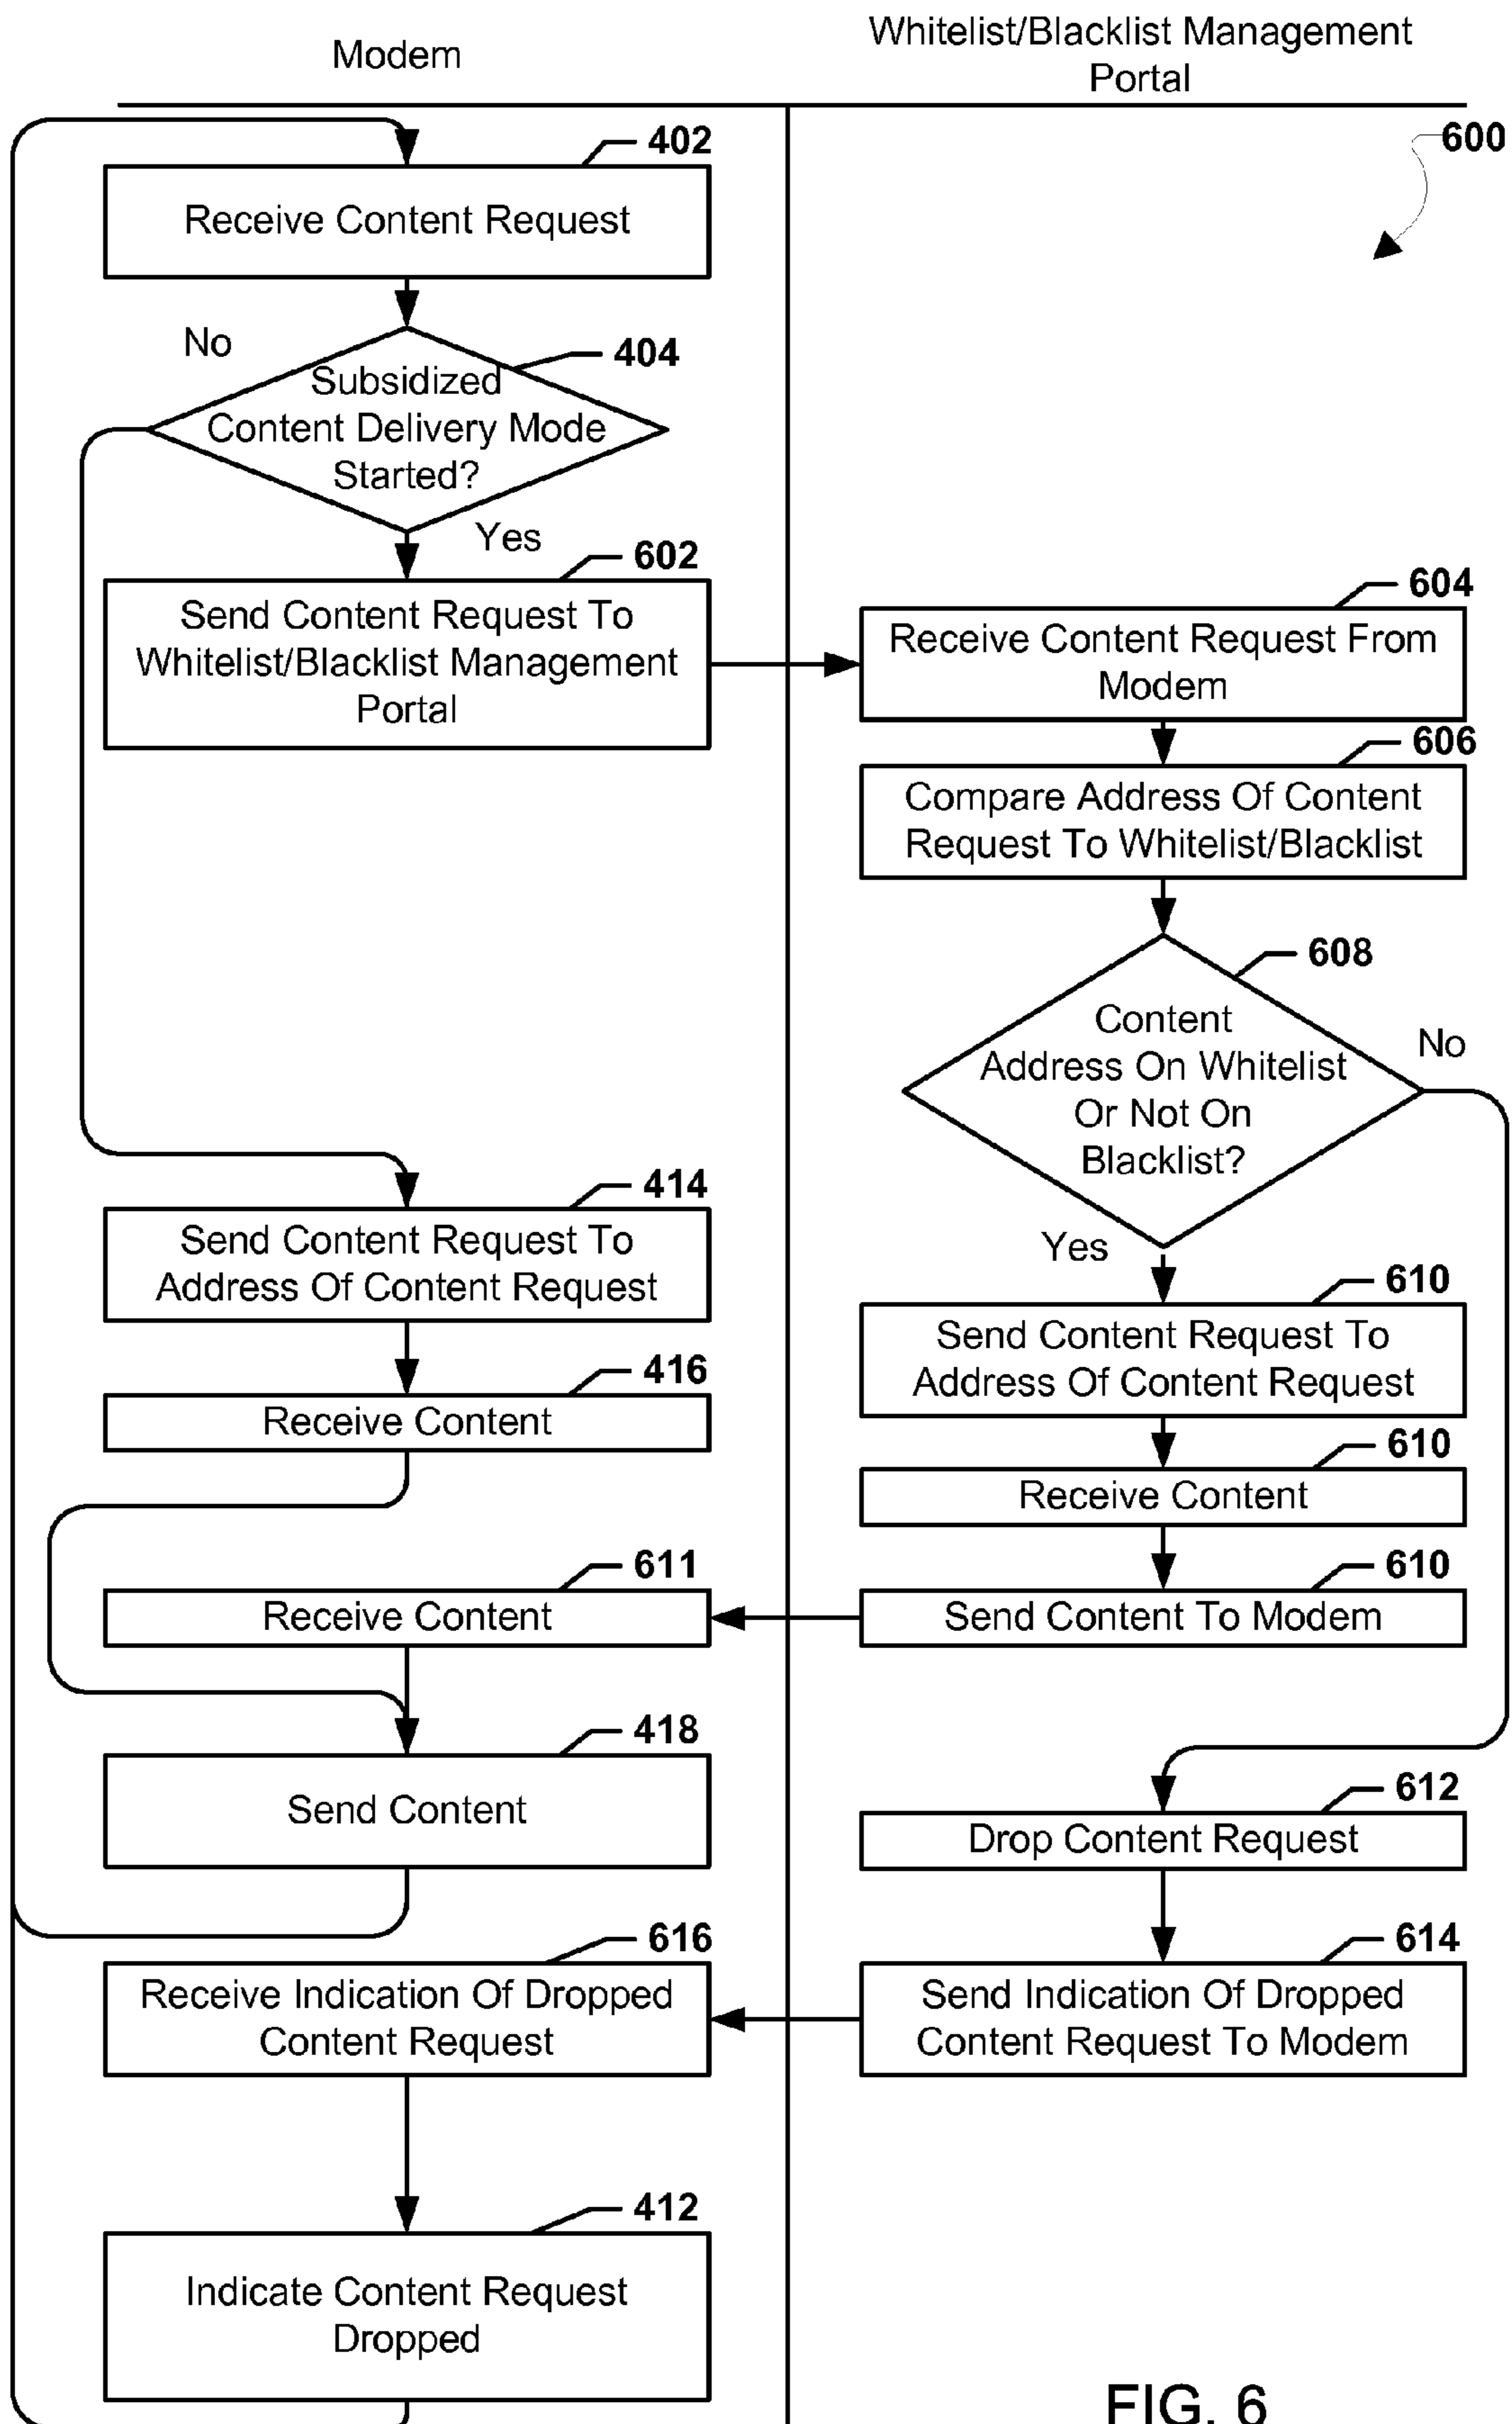 Modem
Whitelist/Blacklist Management
Portal
600
402
Receive Content Request
No
404
Subsidized
Content Delivery Mode
Started?
Yes
602
Send Content Request To
Whitelist/Blacklist Management
Portal
604
Receive Content Request From
Modem
606
Compare Address Of Content
Request To Whitelist/Blacklist
608
Content
Address On Whitelist
Or Not On
Blacklist?
No
Yes
414
Send Content Request To
Address Of Content Request
416
Receive Content
610
Send Content Request To
Address Of Content Request
610
Receive Content
611
Receive Content
610
Send Content To Modem
418
Send Content
612
Drop Content Request
616
Receive Indication Of Dropped
Content Request
614
Send Indication Of Dropped
Content Request To Modem
412
Indicate Content Request
Dropped
FIG. 6